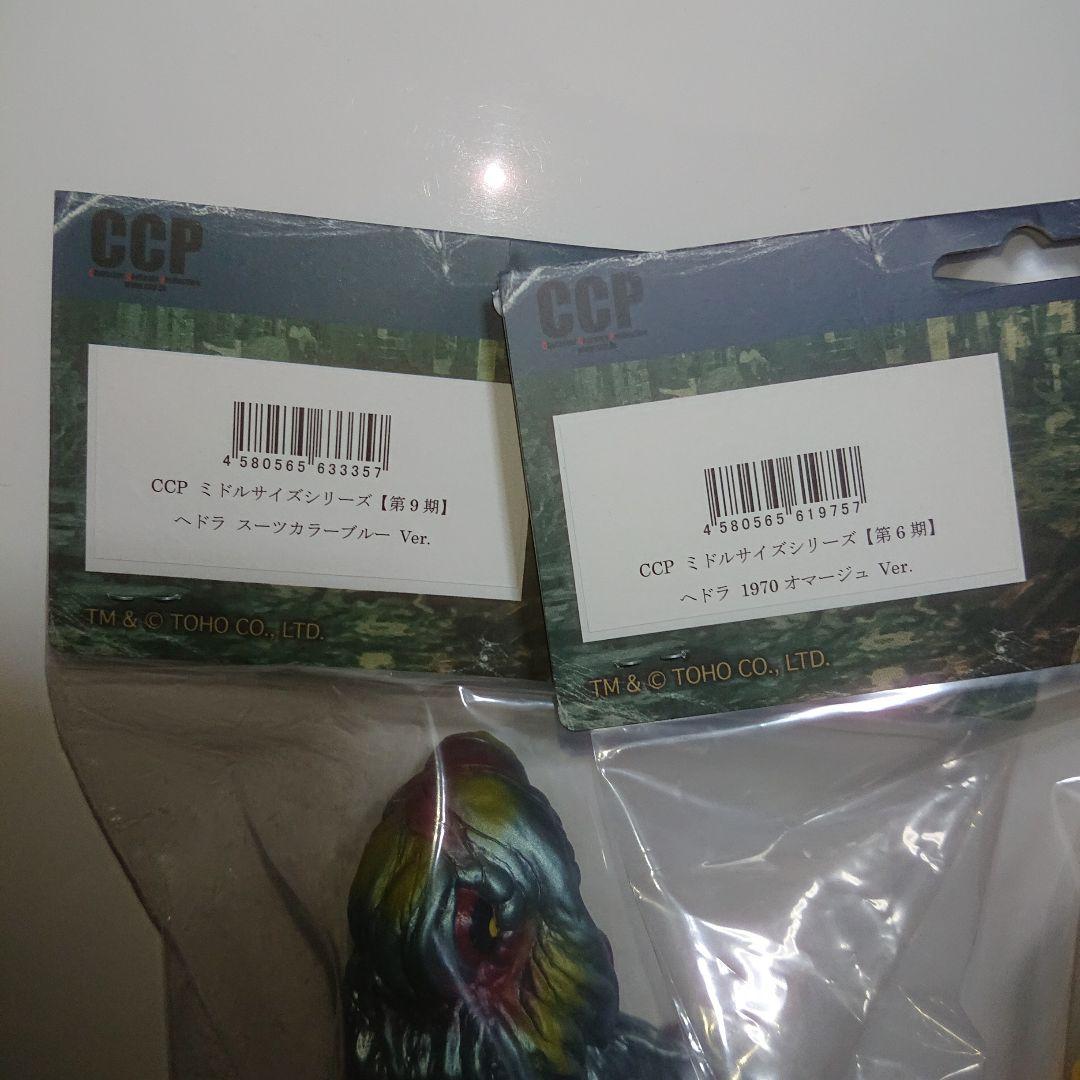 CCP
4 580565 633357
CCP ミドルサイズシリーズ【第9期】
ヘドラ スーツカラーブルー Ver.
TM & © TOHO CO., LTD.
CCP
4 580565 619757
CCP ミドルサイズシリーズ【第6期】
ヘドラ 1970 オマージュ Ver.
TM & © TOHO CO., LTD.